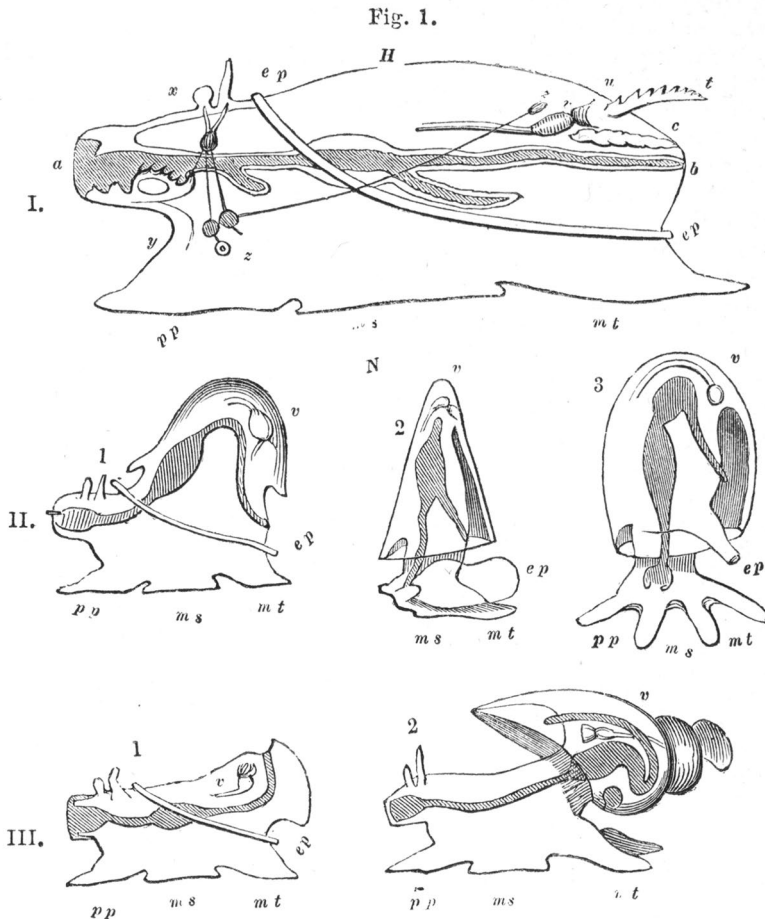 Fig. 1.
H
x e p u t
r c
a b
I.
y z e p
p p m t
N v v
1 2 3
v
II.
e p e p e p
p p m s m t m s m t p p m s m t
1 2 v
v
III.
e p
p p m s m t p p m s t